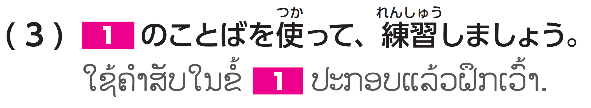 (3) 1 のことばを使って、練習しましょう。
ໃຊ້ຄຳສັບໃນຂໍ້ 1 ປະກອບແລ້ວຝຶກເວົ້າ.